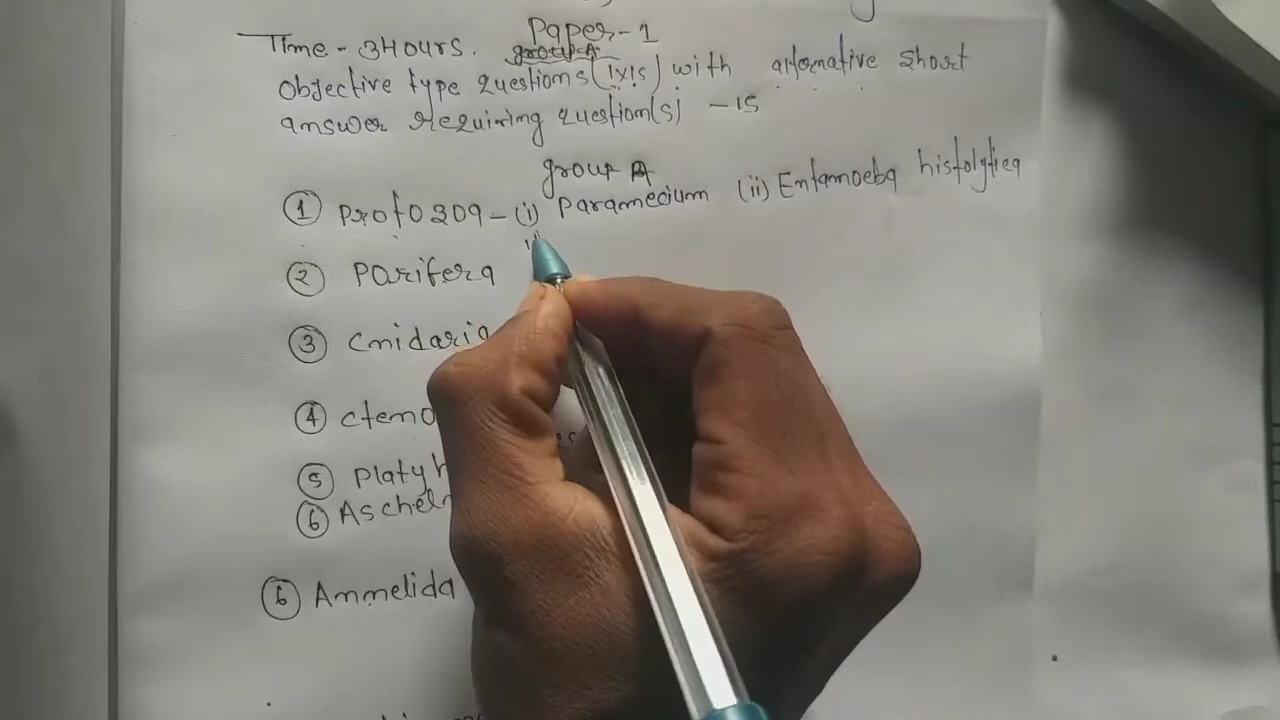 Paper-1
Time - 3Hours. group-A
Objective type questions (1x15) with alternative short
answer requiring question(s) - 15
group A
① Protozoa - (i) Paramecium (ii) Entamoeba histolytica
② Porifera
③ Cnidaria
④ cteno
⑤ Platyh
⑥ Aschel
⑥ Annelida